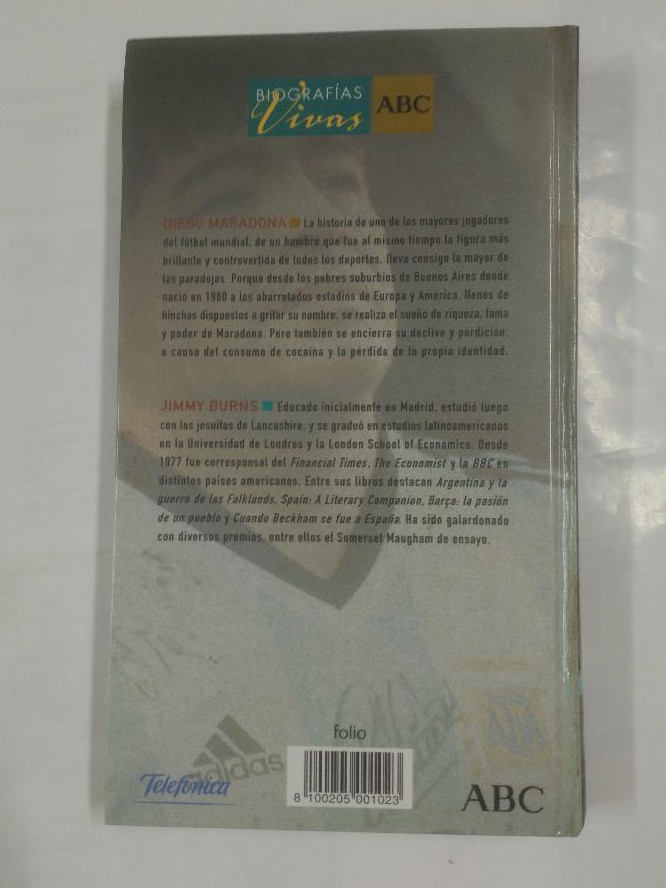 BIOGRAFÍAS
Vivas
ABC
DIEGO MARADONA La historia de uno de los mayores jugadores
del fútbol mundial, de un hombre que fue al mismo tiempo la figura más
brillante y controvertida de todos los deportes, lleva consigo la mayor de
las paradojas. Porque desde los pobres suburbios de Buenos Aires donde
nació en 1960 a los abarrotados estadios de Europa y América, llenos de
hinchas dispuestos a gritar su nombre, se realiza el sueño de riqueza, fama
y poder de Maradona. Pero también se encierra su declive y perdición,
a causa del consumo de cocaína y la pérdida de la propia identidad.
JIMMY BURNS Educado inicialmente en Madrid, estudió luego
con los jesuitas de Lancashire, y se graduó en estudios latinoamericanos
en la Universidad de Londres y la London School of Economics. Desde
1977 fue corresponsal del Financial Times, The Economist y la BBC en
distintos países americanos. Entre sus libros destacan Argentina y la
guerra de las Falklands, Spain: A Literary Companion, Barça: la pasión
de un pueblo y Cuando Beckham se fue a España. Ha sido galardonado
con diversos premios, entre ellos el Somerset Maugham de ensayo.
folio
adidas
AFA
Telefónica
8 100205 001023
ABC